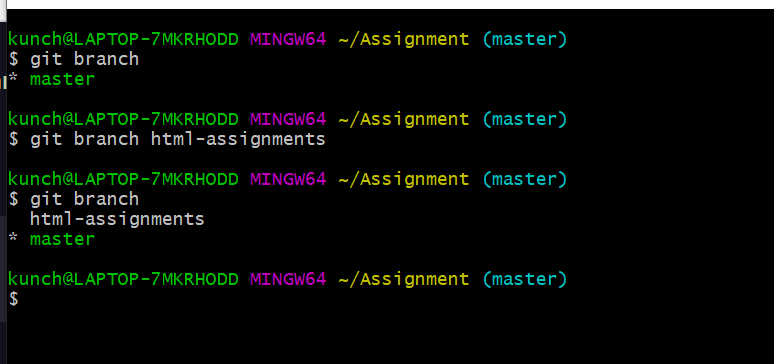 kunch@LAPTOP-7MKRHODD MINGW64 ~/Assignment (master)
$ git branch
* master
kunch@LAPTOP-7MKRHODD MINGW64 ~/Assignment (master)
$ git branch html-assignments
kunch@LAPTOP-7MKRHODD MINGW64 ~/Assignment (master)
$ git branch
  html-assignments
* master
kunch@LAPTOP-7MKRHODD MINGW64 ~/Assignment (master)
$